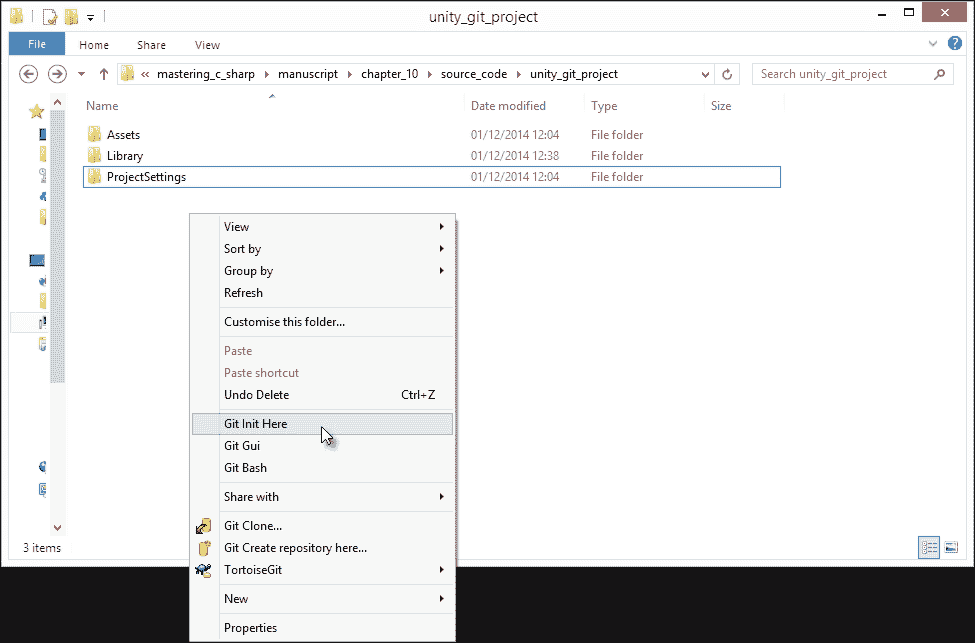 unity_git_project
File Home Share View
« mastering_c_sharp manuscript chapter_10 source_code unity_git_project Search unity_git_project
Name Date modified Type Size
Assets 01/12/2014 12:04 File folder
Library 01/12/2014 12:38 File folder
ProjectSettings 01/12/2014 12:04 File folder
View
Sort by
Group by
Refresh
Customise this folder...
Paste
Paste shortcut
Undo Delete Ctrl+Z
Git Init Here
Git Gui
Git Bash
Share with
Git Clone...
Git Create repository here...
TortoiseGit
New
Properties
3 items